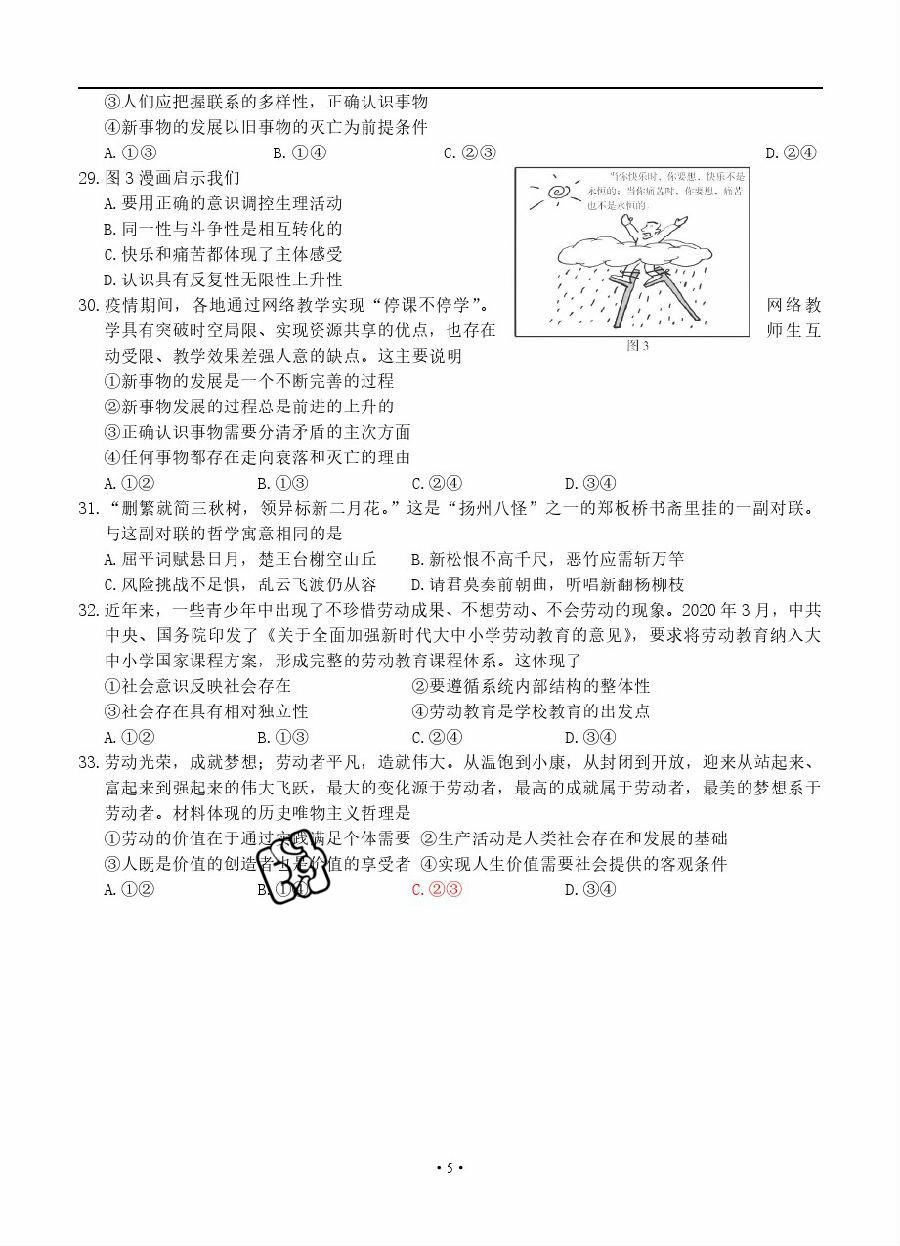 ③人们应把握联系的多样性，正确认识事物
④新事物的发展以旧事物的灭亡为前提条件
A. ①③ B. ①④ C. ②③ D. ②④
29. 图 3 漫画启示我们
A. 要用正确的意识调控生理活动
B. 同一性与斗争性是相互转化的
C. 快乐和痛苦都体现了主体感受
D. 认识具有反复性无限性上升性
当你快乐时，你要想，快乐不是
永恒的；当你痛苦时，你要想，痛苦
也不是永恒的
图 3
30. 疫情期间，各地通过网络教学实现“停课不停学”。 网络教
学具有突破时空局限、实现资源共享的优点，也存在 师生互
动受限、教学效果差强人意的缺点。这主要说明
①新事物的发展是一个不断完善的过程
②新事物发展的过程总是前进的上升的
③正确认识事物需要分清矛盾的主次方面
④任何事物都存在走向衰落和灭亡的理由
A. ①② B. ①③ C. ②④ D. ③④
31. “删繁就简三秋树，领异标新二月花。”这是“扬州八怪”之一的郑板桥书斋里挂的一副对联。
与这副对联的哲学寓意相同的是
A. 屈平词赋悬日月，楚王台榭空山丘 B. 新松恨不高千尺，恶竹应需斩万竿
C. 风险挑战不足惧，乱云飞渡仍从容 D. 请君莫奏前朝曲，听唱新翻杨柳枝
32. 近年来，一些青少年中出现了不珍惜劳动成果、不想劳动、不会劳动的现象。2020 年 3 月，中共
中央、国务院印发了《关于全面加强新时代大中小学劳动教育的意见》，要求将劳动教育纳入大
中小学国家课程方案，形成完整的劳动教育课程体系。这体现了
①社会意识反映社会存在 ②要遵循系统内部结构的整体性
③社会存在具有相对独立性 ④劳动教育是学校教育的出发点
A. ①② B. ①③ C. ②④ D. ③④
33. 劳动光荣，成就梦想；劳动者平凡，造就伟大。从温饱到小康，从封闭到开放，迎来从站起来、
富起来到强起来的伟大飞跃，最大的变化源于劳动者，最高的成就属于劳动者，最美的梦想系于
劳动者。材料体现的历史唯物主义哲理是
①劳动的价值在于通过实践满足个体需要 ②生产活动是人类社会存在和发展的基础
③人既是价值的创造者也是价值的享受者 ④实现人生价值需要社会提供的客观条件
A. ①② B. ①④ C. ②③ D. ③④
· 5 ·